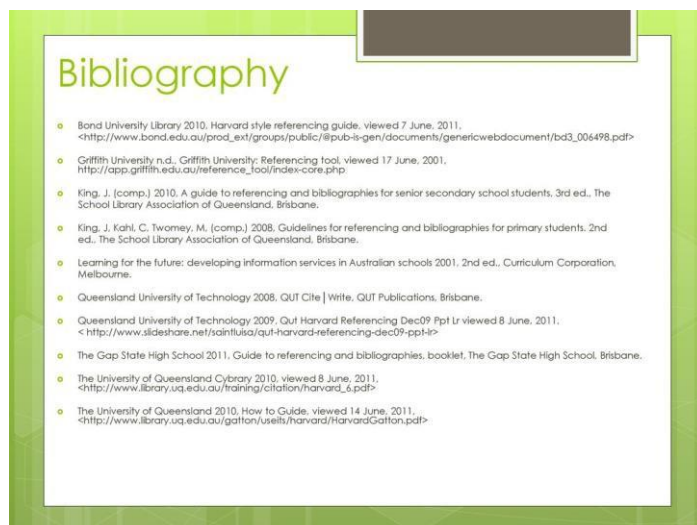 Bibliography
Bond University Library 2010, Harvard style referencing guide, viewed 7 June, 2011,
<http://www.bond.edu.au/prod_ext/groups/public/@pub-is-gen/documents/genericwebdocument/bd3_006498.pdf>
Griffith University n.d., Griffith University: Referencing tool, viewed 17 June, 2001,
http://app.griffith.edu.au/reference_tool/index-core.php
King, J. (comp.) 2010, A guide to referencing and bibliographies for senior secondary school students, 3rd ed., The
School Library Association of Queensland, Brisbane.
King, J. Kahl, C. Twomey, M. (comp.) 2008, Guidelines for referencing and bibliographies for primary students, 2nd
ed., The School Library Association of Queensland, Brisbane.
Learning for the future: developing information services in Australian schools 2001, 2nd ed., Curriculum Corporation,
Melbourne.
Queensland University of Technology 2008, QUT Cite|Write, QUT Publications, Brisbane.
Queensland University of Technology 2009, Qut Harvard Referencing Dec09 Ppt Lr viewed 8 June, 2011,
< http://www.slideshare.net/saintluisa/qut-harvard-referencing-dec09-ppt-lr>
The Gap State High School 2011, Guide to referencing and bibliographies, booklet, The Gap State High School, Brisbane.
The University of Queensland Cybrary 2010, viewed 8 June, 2011,
<http://www.library.uq.edu.au/training/citation/harvard_6.pdf>
The University of Queensland 2010, How to Guide, viewed 14 June, 2011,
<http://www.library.uq.edu.au/gatton/useits/harvard/HarvardGatton.pdf>